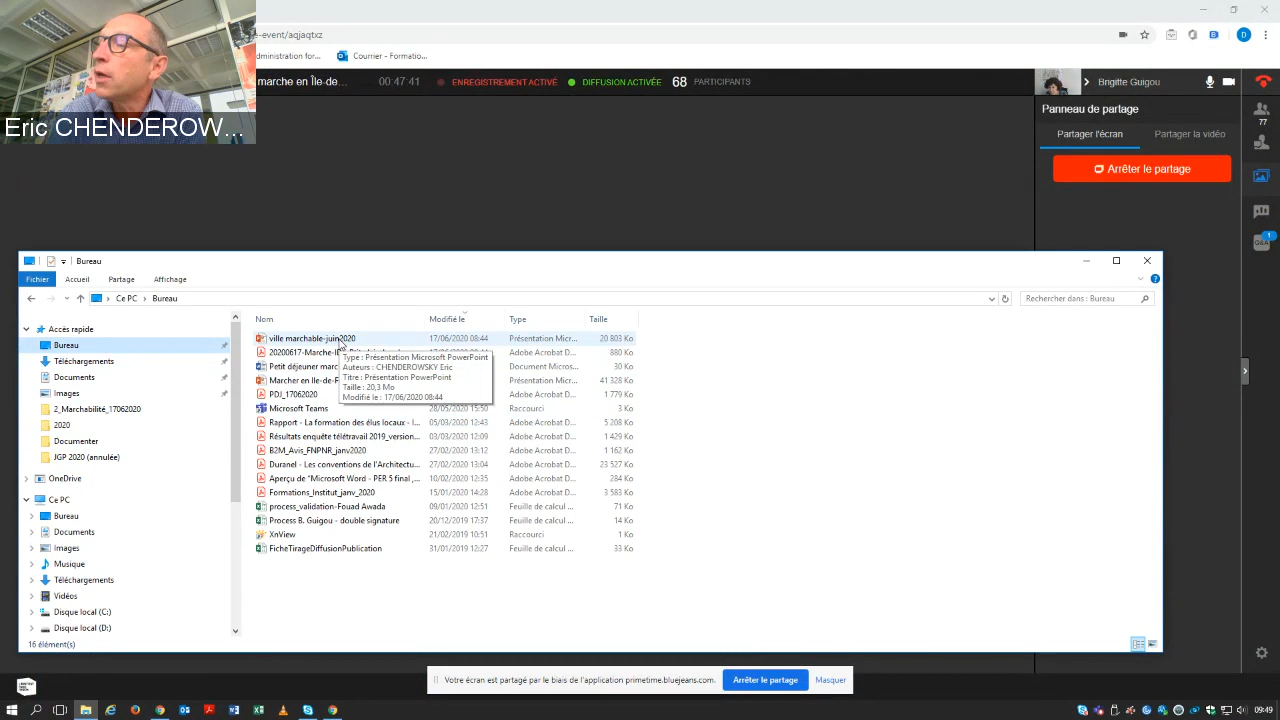 e-event/aqjaqtxz
dministration for...
Courrier - Formatio...
Eric CHENDEROW...
marche en Île-de...
00:47:41
ENREGISTREMENT ACTIVÉ
DIFFUSION ACTIVÉE
68 PARTICIPANTS
Brigitte Guigou
Panneau de partage
77
Partager l'écran
Partager la vidéo
Arrêter le partage
1
Q&A
Bureau
Fichier
Accueil
Partage
Affichage
Ce PC
Bureau
Rechercher dans : Bureau
Nom
Modifié le
Type
Taille
Accès rapide
Bureau
Téléchargements
Documents
Images
2_Marchabilité_17062020
2020
Documenter
JGP 2020 (annulée)
OneDrive
Ce PC
Bureau
Documents
Images
Musique
Téléchargements
Vidéos
Disque local (C:)
Disque local (D:)
ville marchable-juin2020 17/06/2020 08:44 Présentation Micr... 20 803 Ko
20200617-Marche-I Adobe Acrobat D... 880 Ko
Petit déjeuner marc Document Micros... 30 Ko
Marcher en Ile-de-F Présentation Micr... 41 328 Ko
PDJ_17062020 Adobe Acrobat D... 1 779 Ko
Microsoft Teams 28/05/2020 15:50 Raccourci 3 Ko
Rapport - La formation des élus locaux - I... 05/03/2020 12:43 Adobe Acrobat D... 5 208 Ko
Résultats enquête télétravail 2019_version... 03/03/2020 12:09 Adobe Acrobat D... 1 429 Ko
B2M_Avis_FNPNR_janv2020 27/02/2020 13:12 Adobe Acrobat D... 1 162 Ko
Duranel - Les conventions de l'Architectu... 27/02/2020 13:04 Adobe Acrobat D... 23 527 Ko
Aperçu de "Microsoft Word - PER 5 final ,... 10/02/2020 12:35 Adobe Acrobat D... 284 Ko
Formations_Institut_janv_2020 15/01/2020 14:28 Adobe Acrobat D... 3 583 Ko
process_validation-Fouad Awada 09/01/2020 12:51 Feuille de calcul ... 71 Ko
Process B. Guigou - double signature 20/12/2019 17:37 Feuille de calcul ... 14 Ko
XnView 21/02/2019 10:51 Raccourci 1 Ko
FicheTirageDiffusionPublication 31/01/2019 12:27 Feuille de calcul ... 33 Ko
Type : Présentation Microsoft PowerPoint
Auteurs : CHENDEROWSKY Eric
Titre : Présentation PowerPoint
Taille : 20,3 Mo
Modifié le : 17/06/2020 08:44
16 élément(s)
Votre écran est partagé par le biais de l'application primetime.bluejeans.com.
Arrêter le partage
Masquer
09:49